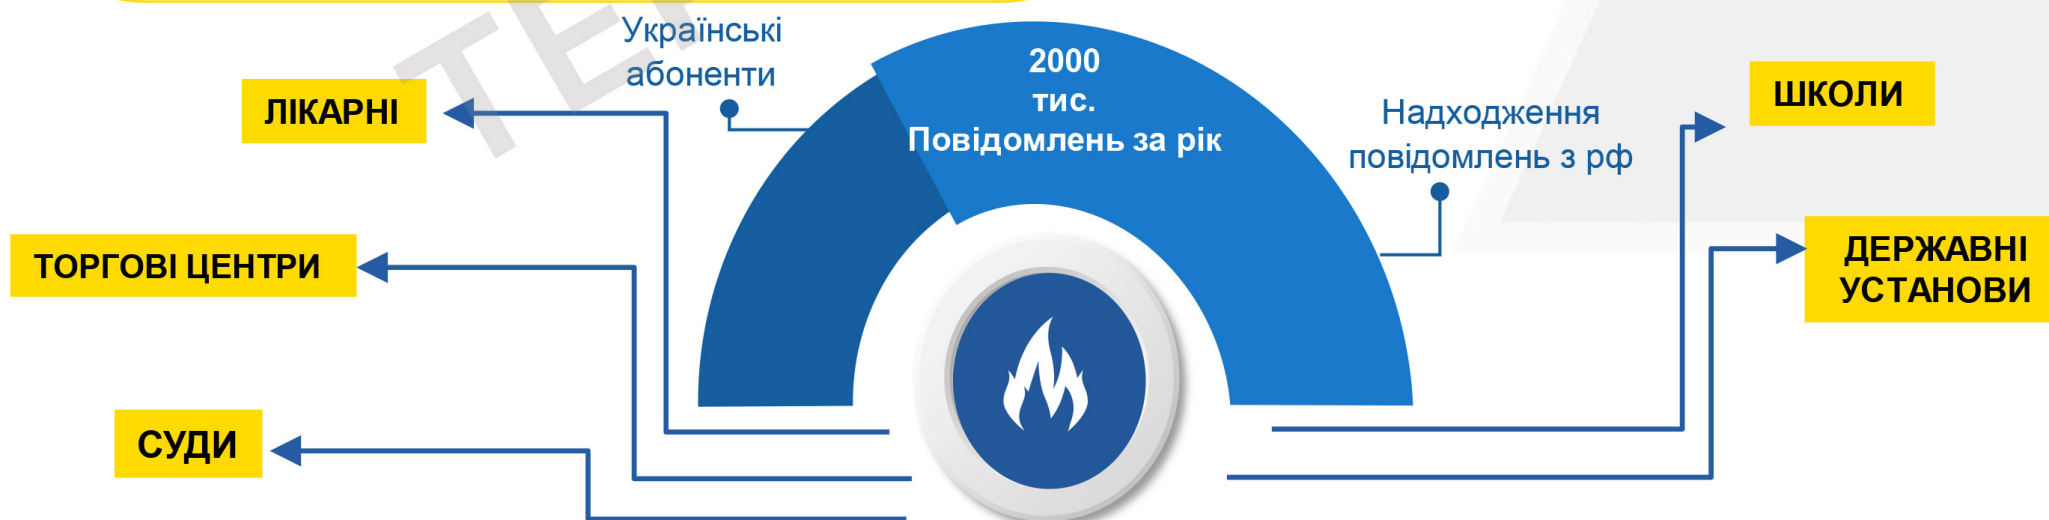 Українські
абоненти
2000
тис.
Повідомлень за рік
Надходження
повідомлень з рф
ЛІКАРНІ
ШКОЛИ
ТОРГОВІ ЦЕНТРИ
ДЕРЖАВНІ
УСТАНОВИ
СУДИ